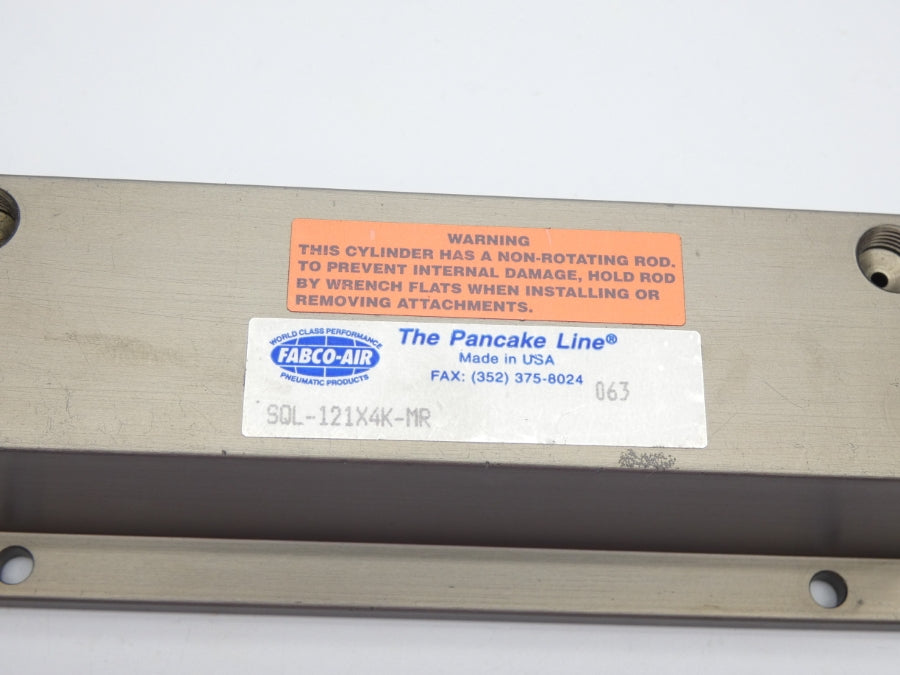 WARNING
THIS CYLINDER HAS A NON-ROTATING ROD.
TO PREVENT INTERNAL DAMAGE, HOLD ROD
BY WRENCH FLATS WHEN INSTALLING OR
REMOVING ATTACHMENTS.
WORLD CLASS PERFORMANCE
FABCO-AIR
PNEUMATIC PRODUCTS
The Pancake Line®
Made in USA
FAX: (352) 375-8024
063
SQL-121X4K-MR